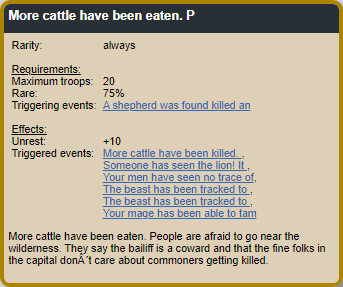 More cattle have been eaten. P
Rarity: always
Requirements:
Maximum troops: 20
Rare: 75%
Triggering events: A shepherd was found killed an
Effects:
Unrest: +10
Triggered events: More cattle have been killed. ,
Someone has seen the lion! It ,
Your men have seen no trace of,
The beast has been tracked to ,
The beast has been tracked to ,
Your mage has been able to tam
More cattle have been eaten. People are afraid to go near the
wilderness. They say the bailiff is a coward and that the fine folks in
the capital donÂ´t care about commoners getting killed.